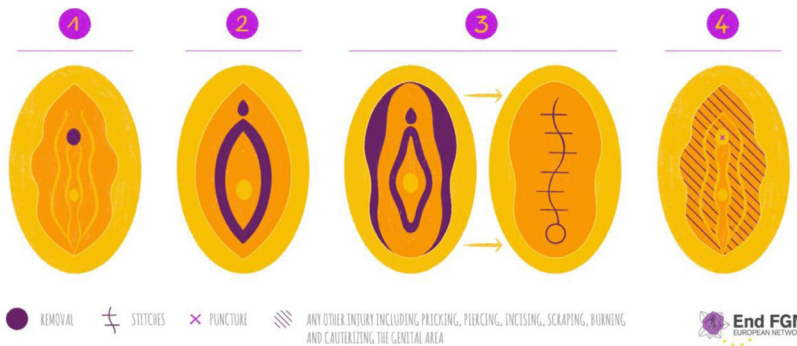 1 2 3 4
REMOVAL STITCHES PUNCTURE ANY OTHER INJURY INCLUDING PRICKING, PIERCING, INCISING, SCRAPING, BURNING
AND CAUTERIZING THE GENITAL AREA
End FGM
EUROPEAN NETWO